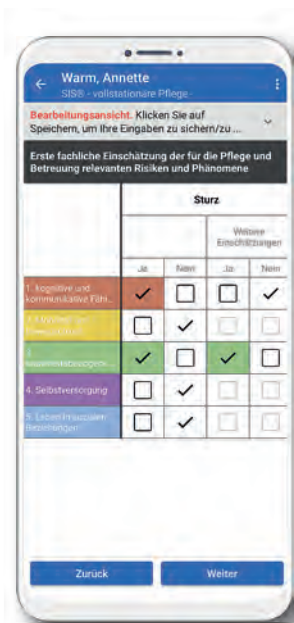 Warm, Annette
SIS® - vollstationäre Pflege -
Bearbeitungsansicht. Klicken Sie auf
Speichern, um Ihre Eingaben zu sichern/zu ...
Erste fachliche Einschätzung der für die Pflege und
Betreuung relevanten Risiken und Phänomene
Sturz
Weitere
Einschätzungen
Ja Nein Ja Nein
1. kognitive und
kommunikative Fähi...
4. Selbstversorgung
5. Leben in sozialen
Beziehungen
Zurück Weiter